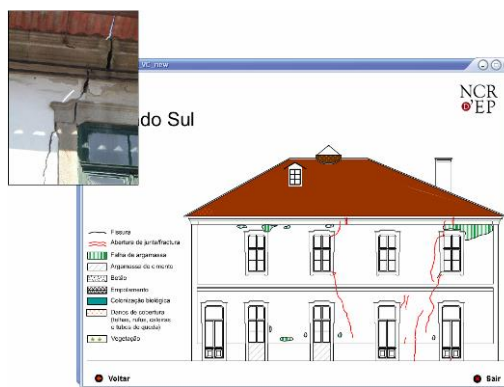 VC_new
NCR
D'EP
do Sul
Fissura
Abertura de junta/fractura
Falha de argamassa
Argamassa de cimento
Betão
Empolamento
Colonização biológica
Danos de cobertura
(telhas, rufos, caleiras
e tubos de queda)
Vegetação
Voltar
Sair